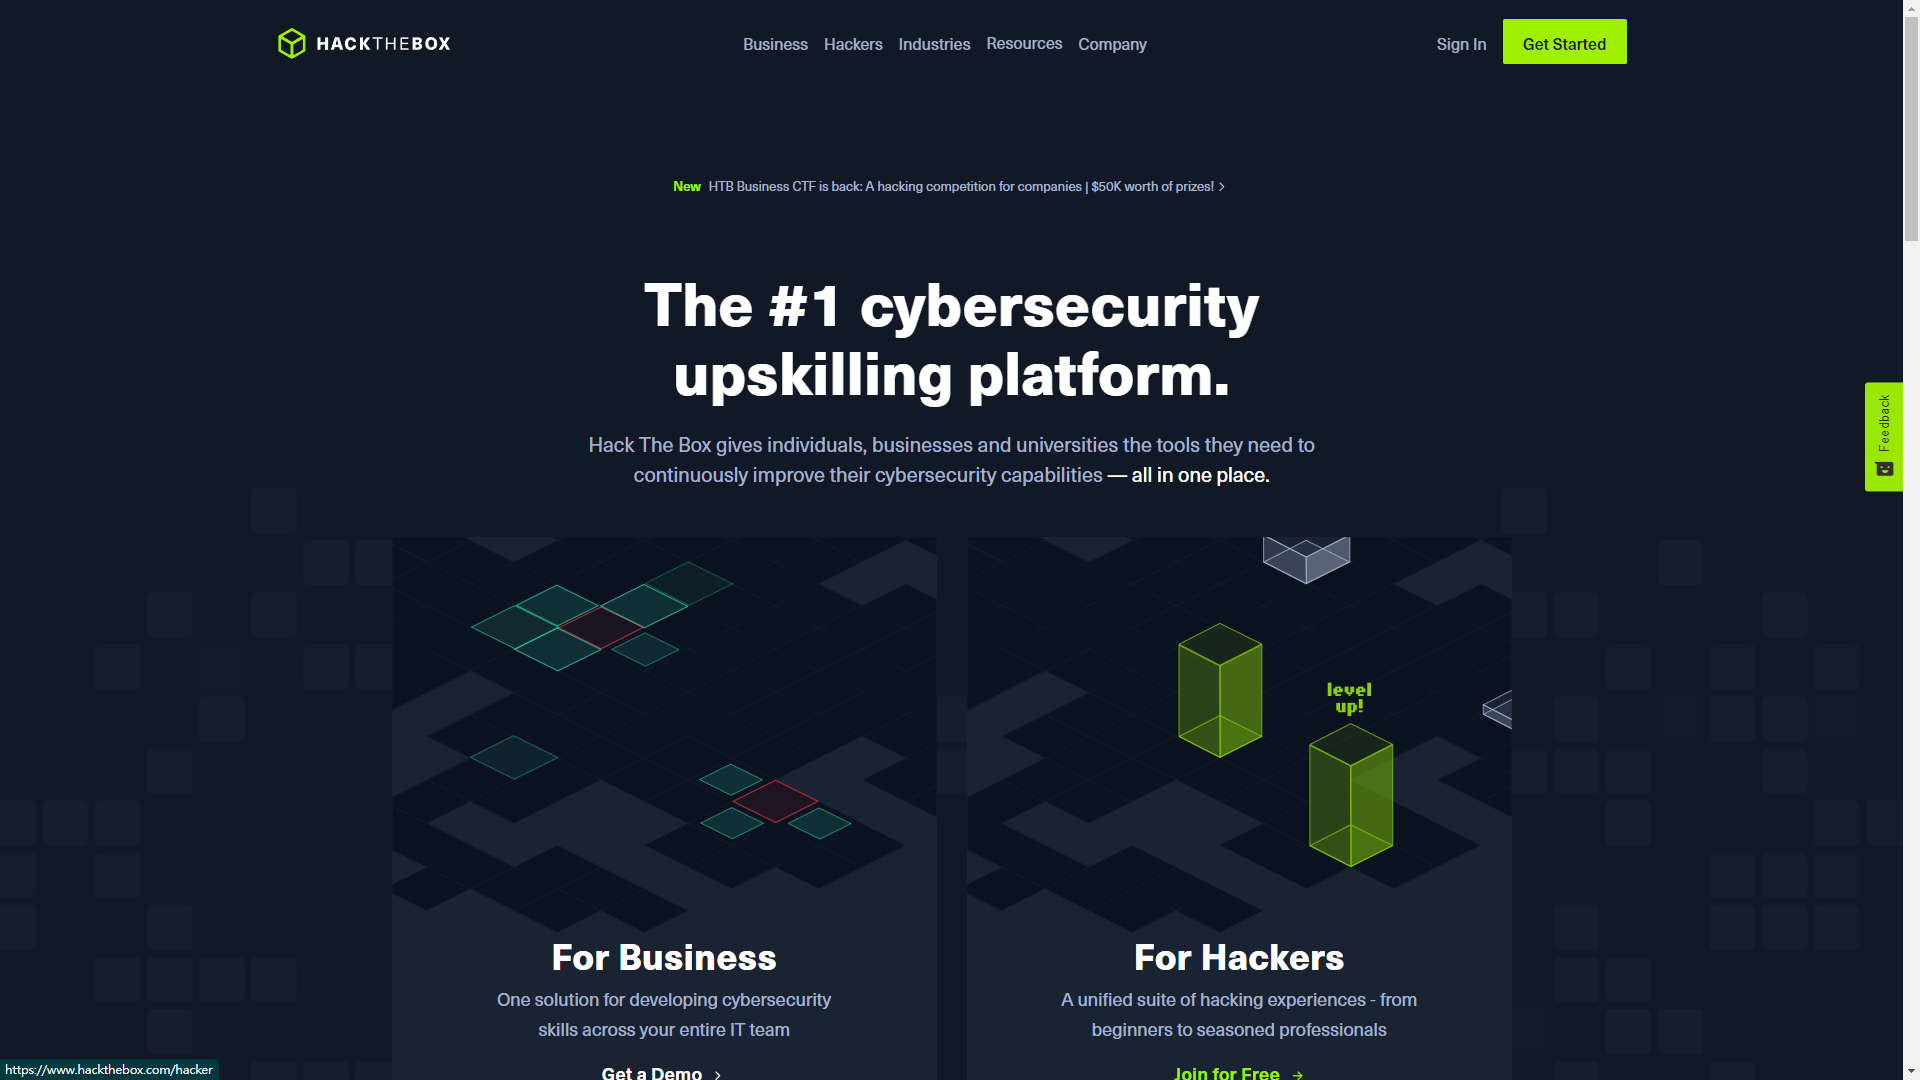 HACKTHEBOX
Business Hackers Industries Resources Company
Sign In Get Started
New HTB Business CTF is back: A hacking competition for companies | $50K worth of prizes!
The #1 cybersecurity
upskilling platform.
Hack The Box gives individuals, businesses and universities the tools they need to
continuously improve their cybersecurity capabilities — all in one place.
Feedback
level
up!
For Business
One solution for developing cybersecurity
skills across your entire IT team
Get a Demo
For Hackers
A unified suite of hacking experiences - from
beginners to seasoned professionals
Join for Free
https://www.hackthebox.com/hacker